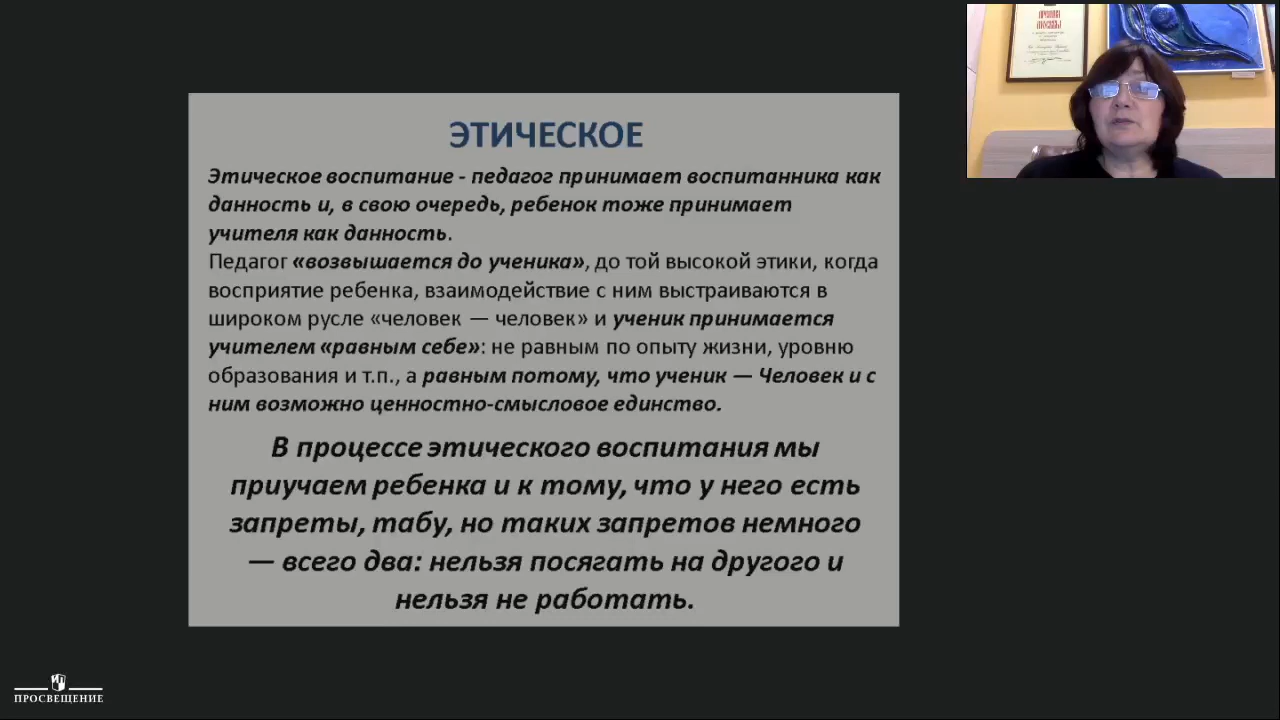 ЭТИЧЕСКОЕ
Этическое воспитание - педагог принимает воспитанника как
данность и, в свою очередь, ребенок тоже принимает
учителя как данность.
Педагог «возвышается до ученика», до той высокой этики, когда
восприятие ребенка, взаимодействие с ним выстраиваются в
широком русле «человек — человек» и ученик принимается
учителем «равным себе»: не равным по опыту жизни, уровню
образования и т.п., а равным потому, что ученик — Человек и с
ним возможно ценностно-смысловое единство.
В процессе этического воспитания мы
приучаем ребенка и к тому, что у него есть
запреты, табу, но таких запретов немного
— всего два: нельзя посягать на другого и
нельзя не работать.
ПРОСВЕЩЕНИЕ